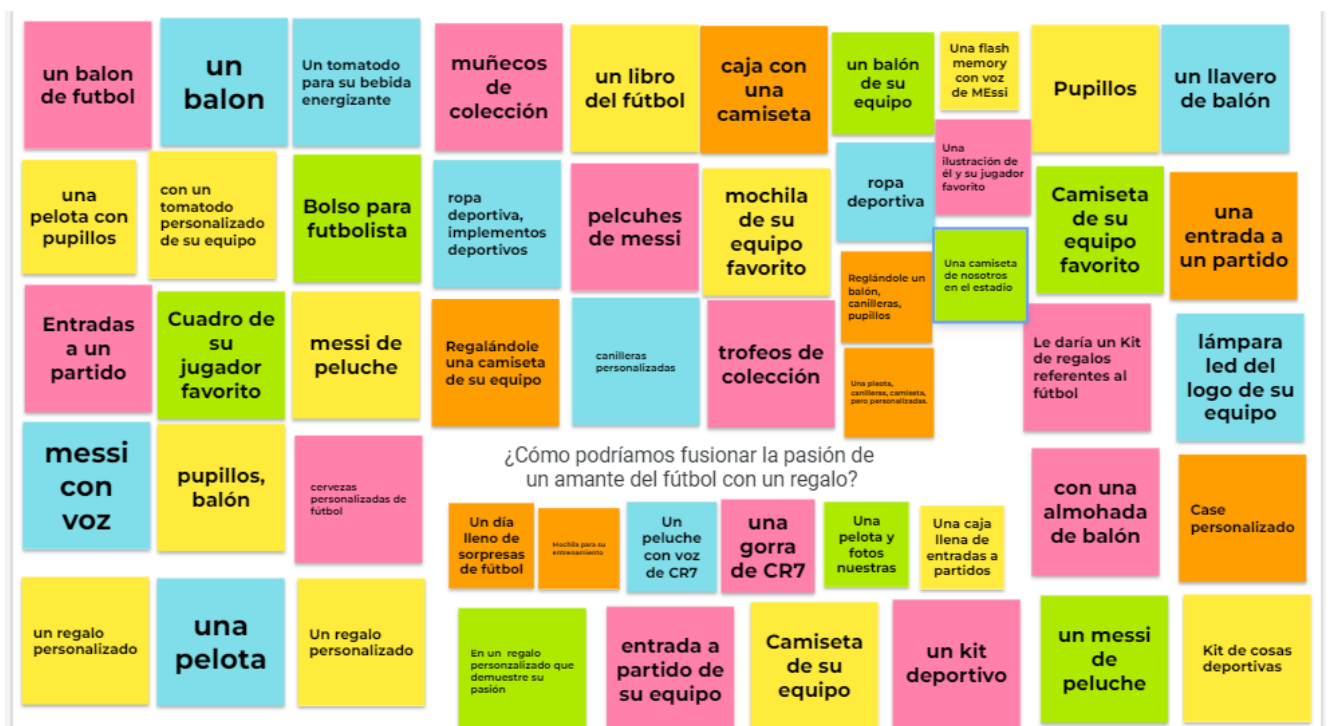 un balon
de futbol
un
balon
Un tomatodo
para su bebida
energizante
muñecos
de
colección
un libro
del fútbol
caja con
una
camiseta
un balón
de su
equipo
Una flash
memory
con voz
de MEssi
Pupillos
un llavero
de balón
una
pelota con
pupillos
con un
tomatodo
personalizado
de su equipo
Bolso para
futbolista
ropa
deportiva,
implementos
deportivos
pelcuhes
de messi
mochila
de su
equipo
favorito
ropa
deportiva
Una
ilustración de
él y su jugador
favorito
Camiseta
de su
equipo
favorito
una
entrada a
un partido
Entradas
a un
partido
Cuadro de
su
jugador
favorito
messi de
peluche
Regalándole
una camiseta
de su equipo
canilleras
personalizadas
trofeos de
colección
Reglándole un
balón,
canilleras,
pupillos
Una camiseta
de nosotros
en el estadio
Una pleota,
canilleras, camiseta,
pero personalizadas.
Le daría un Kit
de regalos
referentes al
fútbol
lámpara
led del
logo de su
equipo
messi
con
voz
pupillos,
balón
cervezas
personalizadas de
fútbol
¿Cómo podríamos fusionar la pasión de
un amante del fútbol con un regalo?
con una
almohada
de balón
Case
personalizado
Un día
lleno de
sorpresas
de fútbol
Mochila para su
entrenamiento
Un
peluche
con voz
de CR7
una
gorra
de CR7
Una
pelota y
fotos
nuestras
Una caja
llena de
entradas a
partidos
un regalo
personalizado
una
pelota
Un regalo
personalizado
En un regalo
personzalizado que
demuestre su
pasión
entrada a
partido de
su equipo
Camiseta
de su
equipo
un kit
deportivo
un messi
de
peluche
Kit de cosas
deportivas